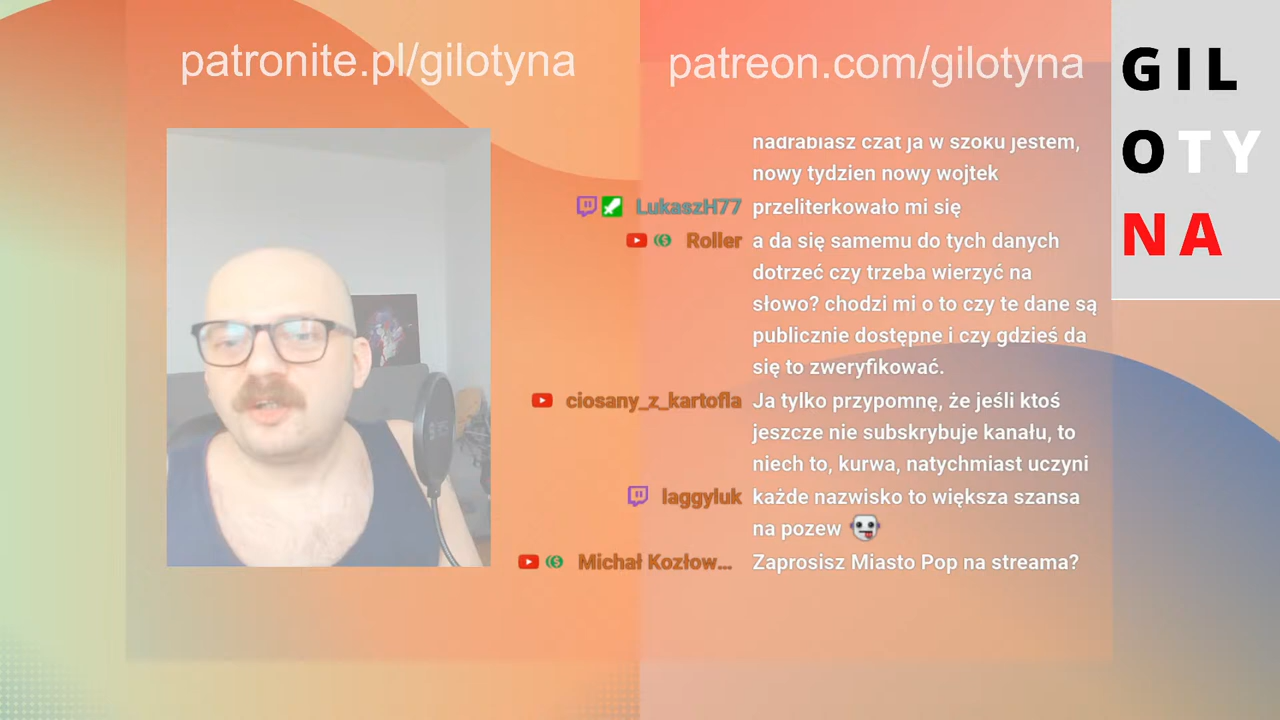 patronite.pl/gilotyna
patreon.com/gilotyna
GIL
OTY
NA
nadrabiasz czat ja w szoku jestem,
nowy tydzien nowy wojtek
LukaszH77 przeliterkowało mi się
Roller a da się samemu do tych danych
dotrzeć czy trzeba wierzyć na
słowo? chodzi mi o to czy te dane są
publicznie dostępne i czy gdzieś da
się to zweryfikować.
ciosany_z_kartofla Ja tylko przypomnę, że jeśli ktoś
jeszcze nie subskrybuje kanału, to
niech to, kurwa, natychmiast uczyni
laggyluk każde nazwisko to większa szansa
na pozew
Michał Kozłow... Zaprosisz Miasto Pop na streama?